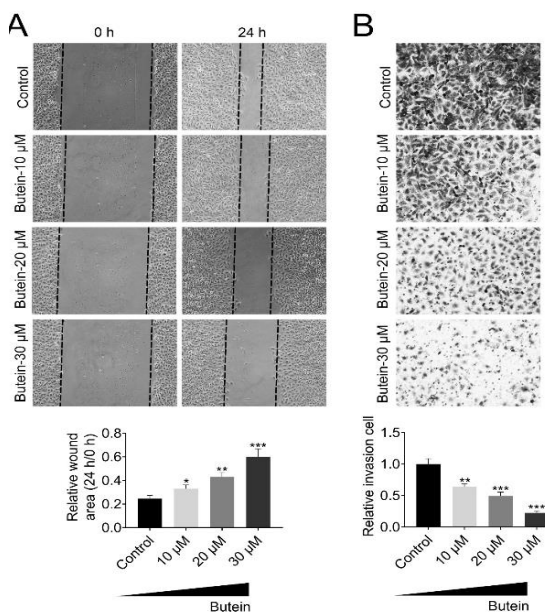 A
B
0 h
24 h
Control
Butein-10 μM
Butein-20 μM
Butein-30 μM
Control
Butein-10 μM
Butein-20 μM
Butein-30 μM
Relative wound
area (24 h/0 h)
0.8
0.6
0.4
0.2
0.0
*
**
***
Control
10 μM
20 μM
30 μM
Butein
Relative invasion cell
1.5
1.0
0.5
0.0
**
***
***
Control
10 μM
20 μM
30 μM
Butein